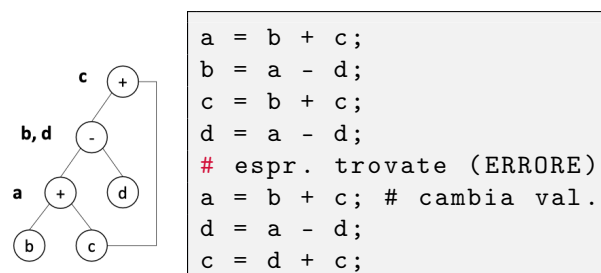 c +
b, d -
a + d
b c
a = b + c;
b = a - d;
c = b + c;
d = a - d;
# espr. trovate (ERRORE)
a = b + c; # cambia val.
d = a - d;
c = d + c;